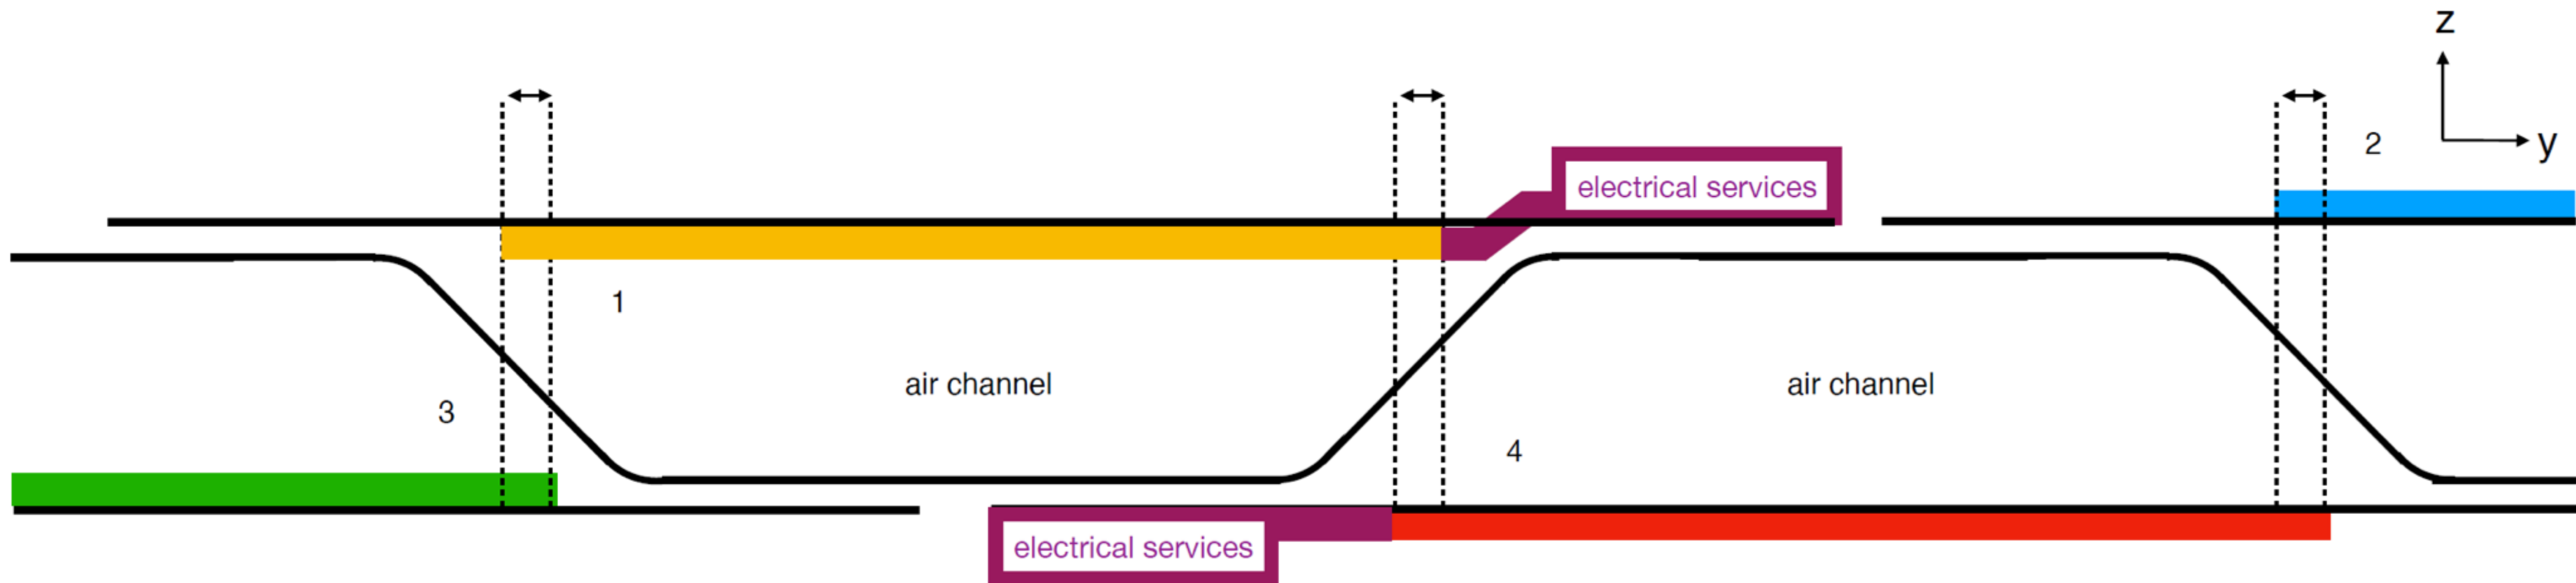 z
2
y
electrical services
1
air channel
air channel
3
4
electrical services